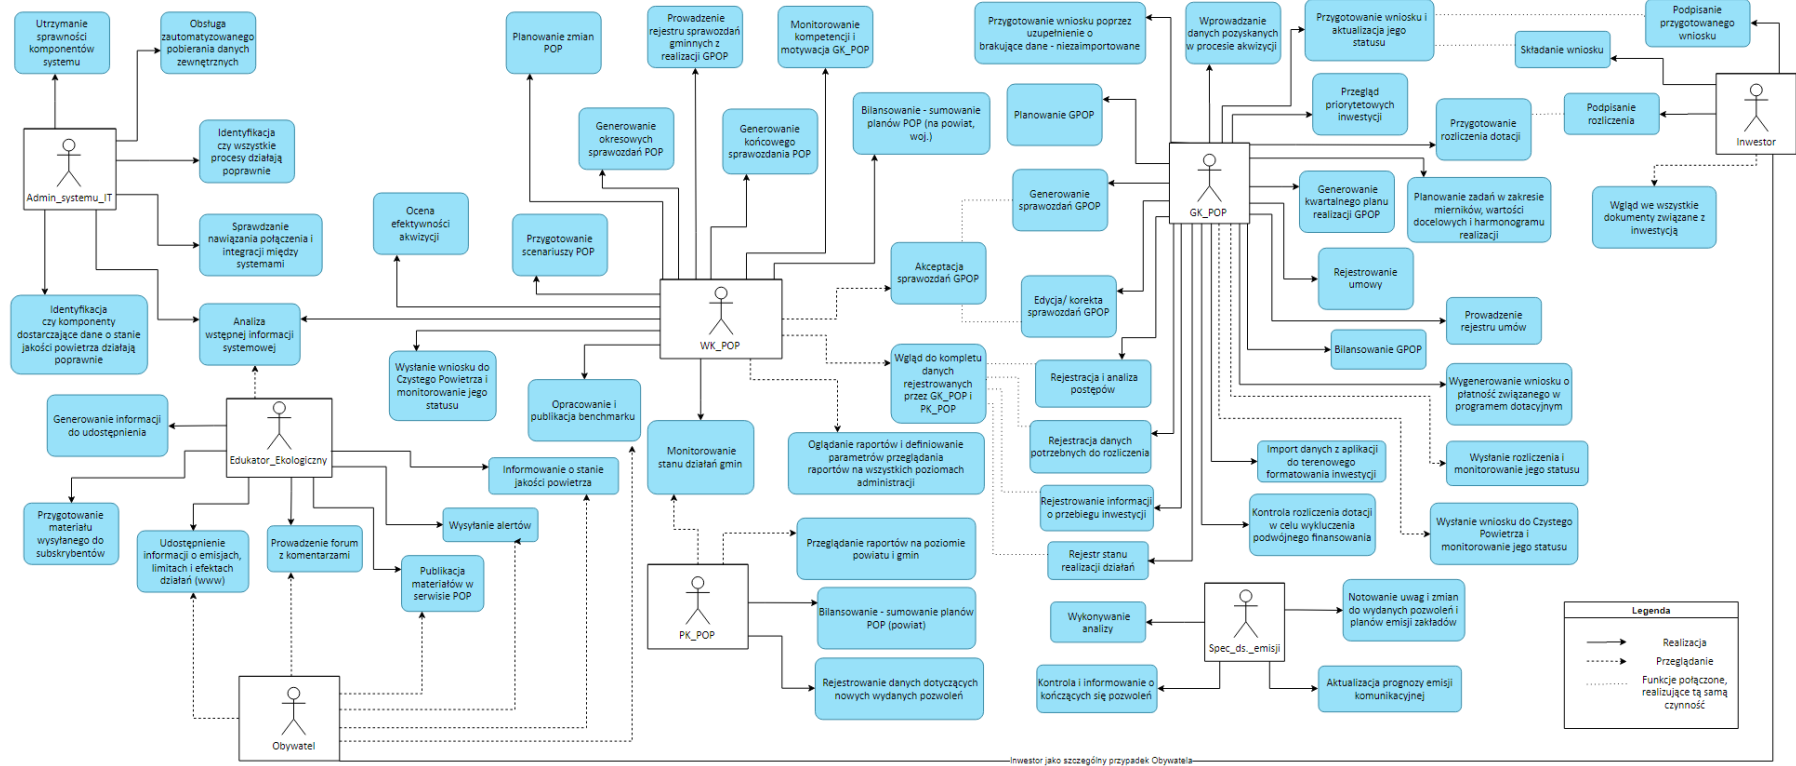 Utrzymanie
sprawności
komponentów
systemu
Obsługa
zautomatyzowanego
pobierania danych
zewnętrznych
Identyfikacja
czy wszystkie
procesy działają
poprawnie
Admin_systemu_IT
Sprawdzanie
nawiązania połączenia i
integracji między
systemami
Identyfikacja
czy komponenty
dostarczające dane o stanie
jakości powietrza działają
poprawnie
Analiza
wstępnej informacji
systemowej
Generowanie informacji
do udostępnienia
Edukator_Ekologiczny
Informowanie o stanie
jakości powietrza
Przygotowanie
materiału
wysyłanego do
subskrybentów
Udostępnienie
informacji o emisjach,
limitach i efektach
działań (www)
Prowadzenie forum
z komentarzami
Wysyłanie alertów
Publikacja
materiałów w
serwisie POP
Obywatel
Planowanie zmian
POP
Prowadzenie
rejestru sprawozdań
gminnych z
realizacji GPOP
Monitorowanie
kompetencji i
motywacja GK_POP
Generowanie
okresowych
sprawozdań POP
Generowanie
końcowego
sprawozdania POP
Bilansowanie - sumowanie
planów POP (na powiat,
woj.)
Ocena
efektywności
akwizycji
Przygotowanie
scenariuszy POP
WK_POP
Akceptacja
sprawozdań GPOP
Wysłanie wniosku do
Czystego Powietrza i
monitorowanie jego
statusu
Opracowanie i
publikacja benchmarku
Wgląd do kompletu
danych
rejestrowanych
przez GK_POP i
PK_POP
Monitorowanie
stanu działań gmin
Oglądanie raportów i definiowanie
parametrów przeglądania
raportów na wszystkich poziomach
administracji
Przeglądanie raportów na poziomie
powiatu i gmin
PK_POP
Bilansowanie - sumowanie planów
POP (powiat)
Rejestrowanie danych dotyczących
nowych wydanych pozwoleń
Przygotowanie wniosku poprzez
uzupełnienie o
brakujące dane - niezaimportowane
Wprowadzanie
danych pozyskanych
w procesie akwizycji
Przygotowanie wniosku i
aktualizacja jego
statusu
Podpisanie
przygotowanego
wniosku
Składanie wniosku
Planowanie GPOP
Przegląd
priorytetowych
inwestycji
Przygotowanie
rozliczenia dotacji
Podpisanie
rozliczenia
Inwestor
Generowanie
sprawozdań GPOP
GK_POP
Generowanie
kwartalnego planu
realizacji GPOP
Planowanie zadań w zakresie
mierników, wartości
docelowych i harmonogramu
realizacji
Wgląd we wszystkie
dokumenty związane z
inwestycją
Edycja/ korekta
sprawozdań GPOP
Rejestrowanie
umowy
Prowadzenie
rejestru umów
Bilansowanie GPOP
Rejestracja i analiza
postępów
Wygenerowanie wniosku o
płatność związanego w
programem dotacyjnym
Rejestracja danych
potrzebnych do rozliczenia
Import danych z aplikacji
do terenowego
formatowania inwestycji
Wysłanie rozliczenia i
monitorowanie jego statusu
Rejestrowanie informacji
o przebiegu inwestycji
Kontrola rozliczenia dotacji
w celu wykluczenia
podwójnego finansowania
Wysłanie wniosku do Czystego
Powietrza i
monitorowanie jego statusu
Rejestr stanu
realizacji działań
Wykonywanie
analizy
Spec_ds._emisji
Notowanie uwag i zmian
do wydanych pozwoleń i
planów emisji zakładów
Kontrola i informowanie o
kończących się pozwoleń
Aktualizacja prognozy emisji
komunikacyjnej
Legenda
Realizacja
Przeglądanie
Funkcje połączone,
realizujące tą samą
czynność
Inwestor jako szczególny przypadek Obywatela